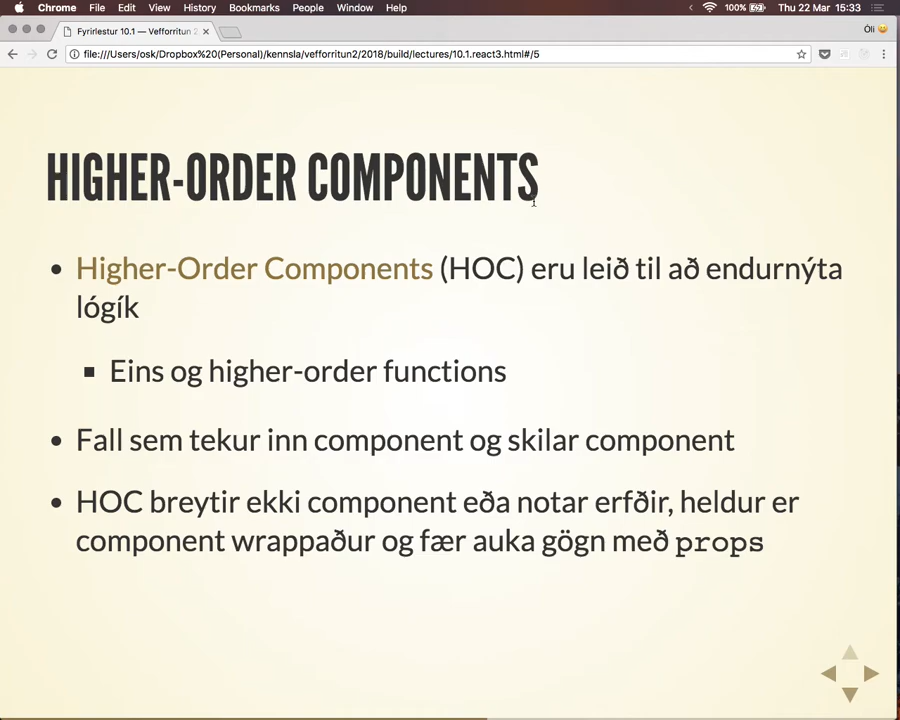 Chrome File Edit View History Bookmarks People Window Help 100% Thu 22 Mar 15:33
Fyrirlestur 10.1 — Vefforritun 2 Óli
file:///Users/osk/Dropbox%20(Personal)/kennsla/vefforritun2/2018/build/lectures/10.1.react3.html#/5
HIGHER-ORDER COMPONENTS
Higher-Order Components (HOC) eru leið til að endurnýta
lógík
Eins og higher-order functions
Fall sem tekur inn component og skilar component
HOC breytir ekki component eða notar erfðir, heldur er
component wrappaður og fær auka gögn með props